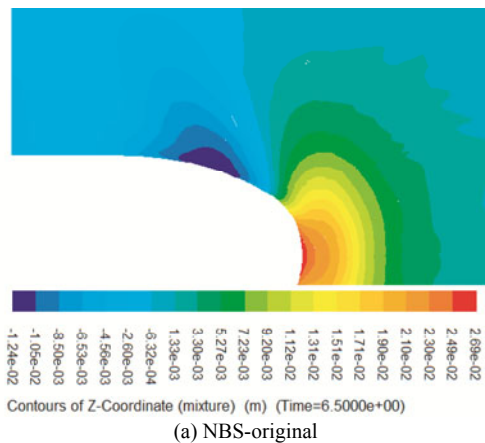 -1.24e-02
-1.05e-02
-8.50e-03
-6.53e-03
-4.56e-03
-2.60e-03
-6.32e-04
1.33e-03
3.30e-03
5.27e-03
7.23e-03
9.20e-03
1.12e-02
1.31e-02
1.51e-02
1.71e-02
1.90e-02
2.10e-02
2.30e-02
2.49e-02
2.69e-02
Contours of Z-Coordinate (mixture) (m) (Time=6.5000e+00)
(a) NBS-original